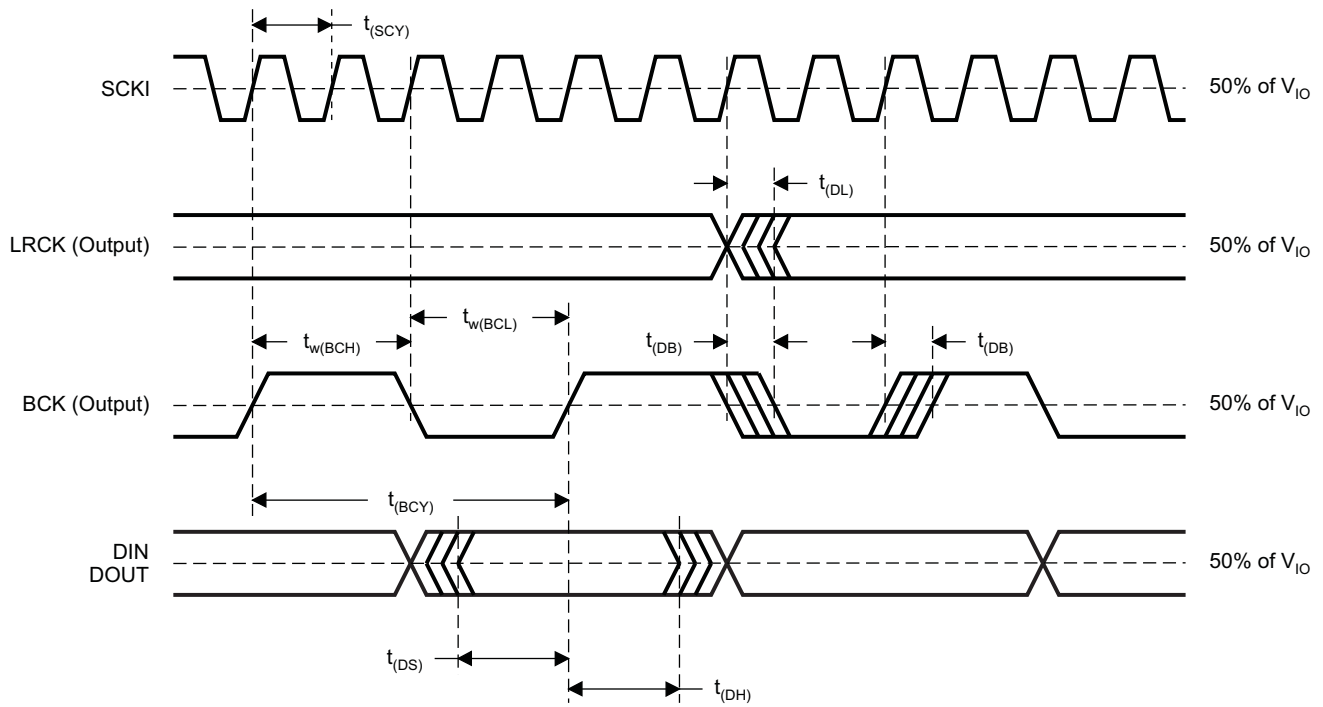 t(SCY)
SCKI
50% of VIO
t(DL)
LRCK (Output)
50% of VIO
tw(BCH)
tw(BCL)
t(DB)
t(DB)
BCK (Output)
50% of VIO
t(BCY)
DIN
DOUT
50% of VIO
t(DS)
t(DH)